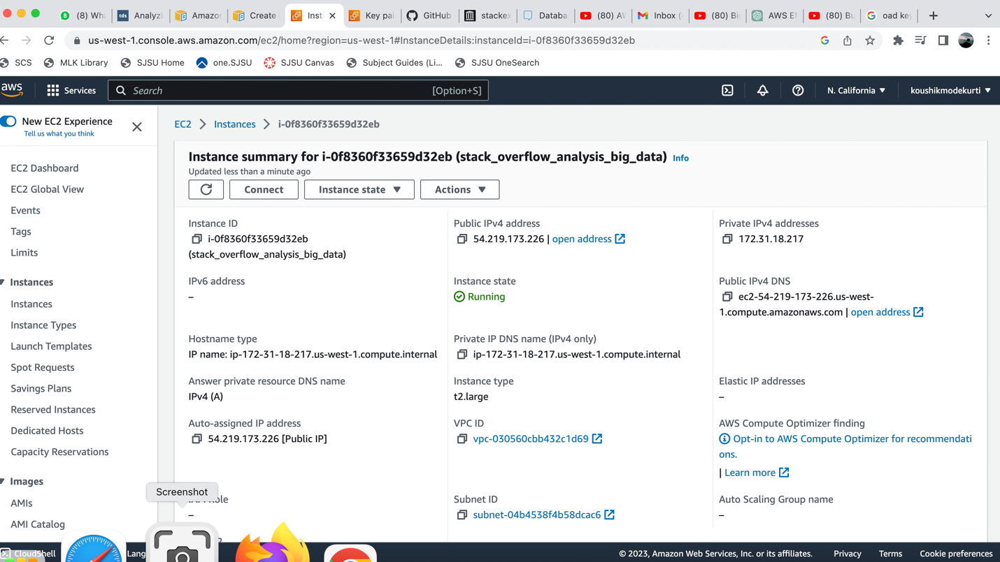 (8) Wha
tds Analyzi
Amazon
Create
Inst
Key pai
GitHub
stackex
Databa
(80) AV
Inbox (
(80) Bi
AWS EM
(80) Bu
oad key
us-west-1.console.aws.amazon.com/ec2/home?region=us-west-1#InstanceDetails:instanceId=i-0f8360f33659d32eb
SCS MLK Library SJSU Home one.SJSU SJSU Canvas Subject Guides (Li... SJSU OneSearch
aws Services Search [Option+S] N. California ▼ koushikmodekurti ▼
New EC2 Experience
Tell us what you think
EC2 Dashboard
EC2 Global View
Events
Tags
Limits
Instances
Instances
Instance Types
Launch Templates
Spot Requests
Savings Plans
Reserved Instances
Dedicated Hosts
Capacity Reservations
Images
AMIs
AMI Catalog
EC2 > Instances > i-0f8360f33659d32eb
Instance summary for i-0f8360f33659d32eb (stack_overflow_analysis_big_data) Info
Updated less than a minute ago
Connect Instance state ▼ Actions ▼
Instance ID
i-0f8360f33659d32eb
(stack_overflow_analysis_big_data)
Public IPv4 address
54.219.173.226 | open address
Private IPv4 addresses
172.31.18.217
IPv6 address
–
Instance state
Running
Public IPv4 DNS
ec2-54-219-173-226.us-west-
1.compute.amazonaws.com | open address
Hostname type
IP name: ip-172-31-18-217.us-west-1.compute.internal
Private IP DNS name (IPv4 only)
ip-172-31-18-217.us-west-1.compute.internal
Answer private resource DNS name
IPv4 (A)
Instance type
t2.large
Elastic IP addresses
–
Auto-assigned IP address
54.219.173.226 [Public IP]
VPC ID
vpc-030560cbb432c1d69
AWS Compute Optimizer finding
Opt-in to AWS Compute Optimizer for recommendati
ons.
| Learn more
Screenshot
Role
–
Subnet ID
subnet-04b4538f4b58dcac6
Auto Scaling Group name
–
CloudShell Lang © 2023, Amazon Web Services, Inc. or its affiliates. Privacy Terms Cookie preferences